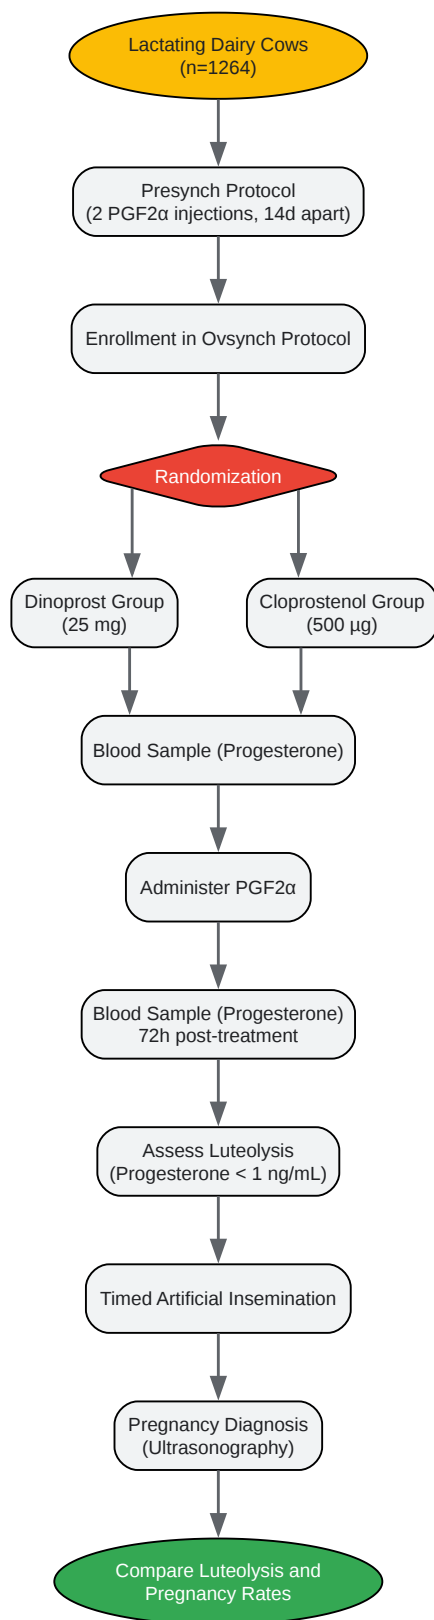 Lactating Dairy Cows
(n=1264)
Presynch Protocol
(2 PGF2α injections, 14d apart)
Enrollment in Ovsynch Protocol
Randomization
Dinoprost Group
(25 mg)
Cloprostenol Group
(500 µg)
Blood Sample (Progesterone)
Administer PGF2α
Blood Sample (Progesterone)
72h post-treatment
Assess Luteolysis
(Progesterone < 1 ng/mL)
Timed Artificial Insemination
Pregnancy Diagnosis
(Ultrasonography)
Compare Luteolysis and
Pregnancy Rates